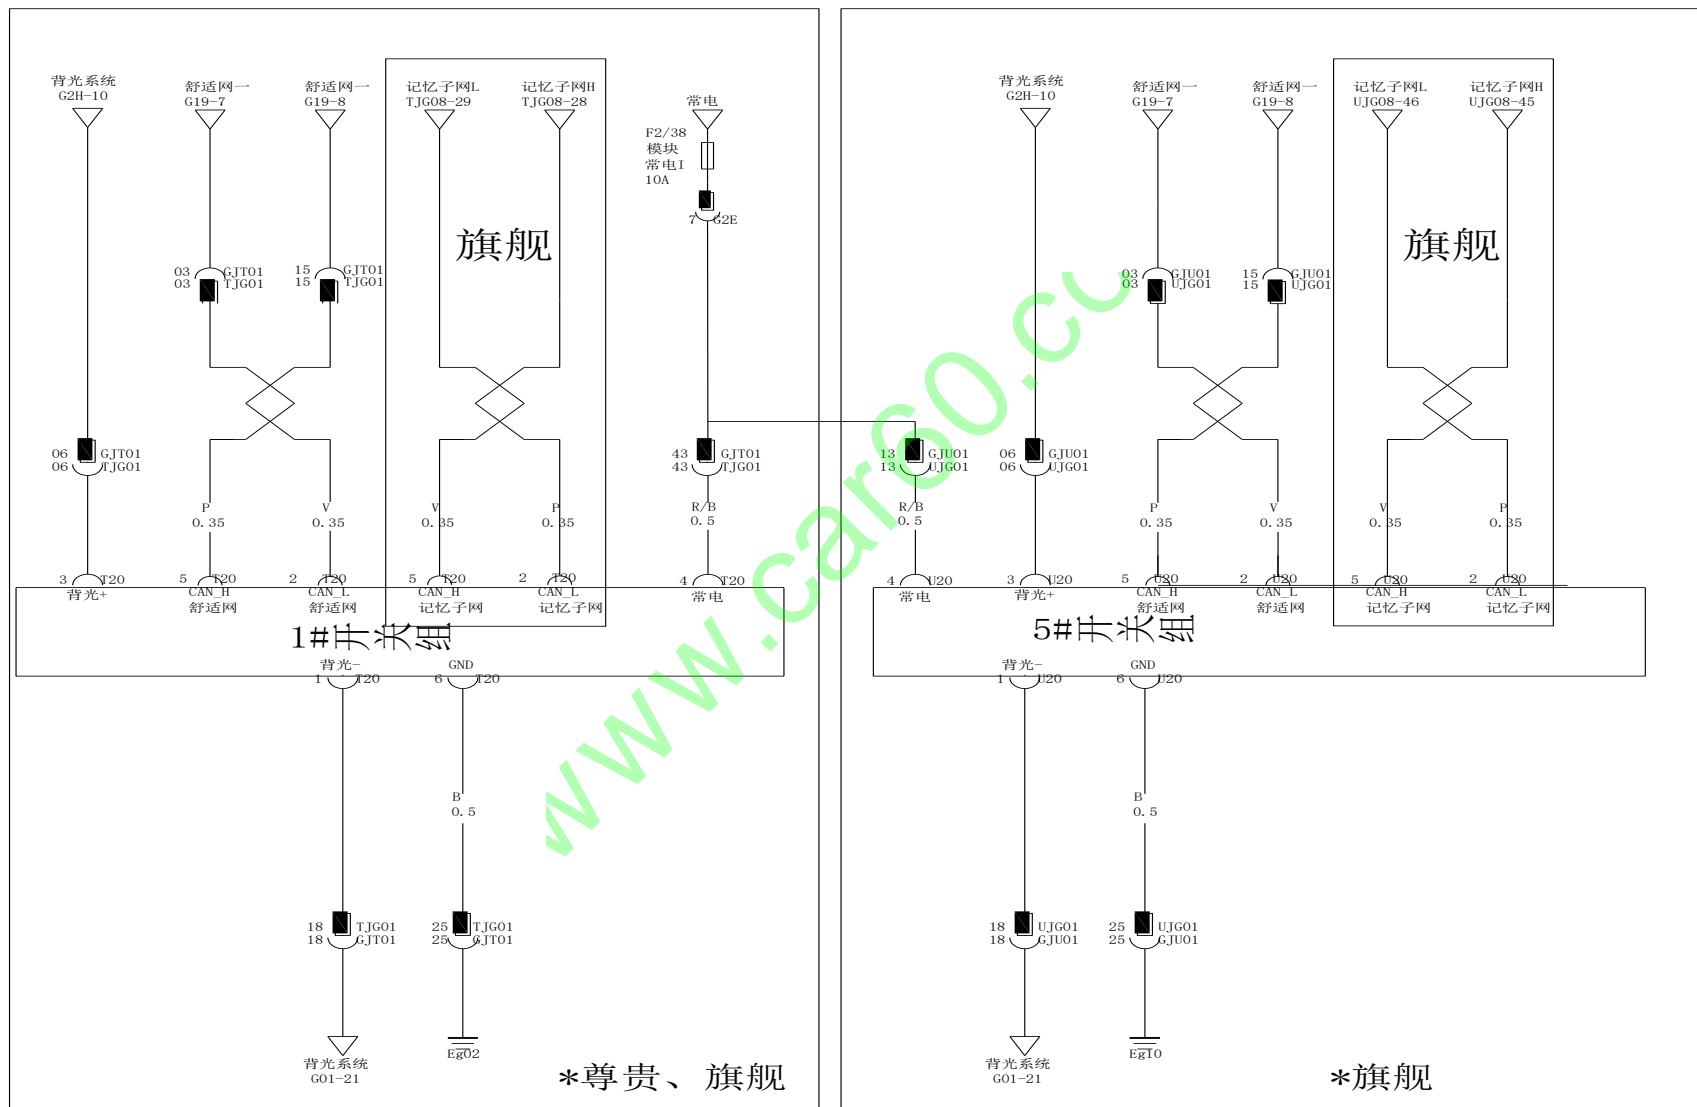 背光系统
G2H-10
舒适网一
G19-7
舒适网一
G19-8
记忆子网L
TJG08-29
记忆子网H
TJG08-28
常电
F2/38
模块
常电I
10A
7 G2E
旗舰
03 GJT01
03 TJG01
15 GJT01
15 TJG01
06 GJT01
06 TJG01
43 GJT01
43 TJG01
P
0.35
V
0.35
V
0.35
P
0.35
R/B
0.5
3 T20
背光+
5 T20
CAN_H
舒适网
2 T20
CAN_L
舒适网
5 T20
CAN_H
记忆子网
2 T20
CAN_L
记忆子网
4 T20
常电
1#开关组
背光-
1 T20
GND
6 T20
B
0.5
18 TJG01
18 GJT01
25 TJG01
25 GJT01
背光系统
G01-21
Eg02
*尊贵、旗舰
背光系统
G2H-10
舒适网一
G19-7
舒适网一
G19-8
记忆子网L
UJG08-46
记忆子网H
UJG08-45
旗舰
03 GJU01
03 UJG01
15 GJU01
15 UJG01
13 GJU01
13 UJG01
06 GJU01
06 UJG01
R/B
0.5
P
0.35
V
0.35
V
0.35
P
0.35
4 U20
常电
3 U20
背光+
5 U20
CAN_H
舒适网
2 U20
CAN_L
舒适网
5 U20
CAN_H
记忆子网
2 U20
CAN_L
记忆子网
5#开关组
背光-
1 U20
GND
6 U20
B
0.5
18 UJG01
18 GJU01
25 UJG01
25 GJU01
背光系统
G01-21
Eg10
*旗舰
www.car60.co